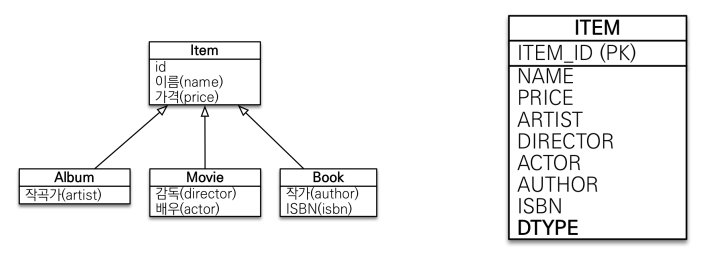 Item
id
이름(name)
가격(price)
Album
작곡가(artist)
Movie
감독(director)
배우(actor)
Book
작가(author)
ISBN(isbn)
ITEM
ITEM_ID (PK)
NAME
PRICE
ARTIST
DIRECTOR
ACTOR
AUTHOR
ISBN
DTYPE